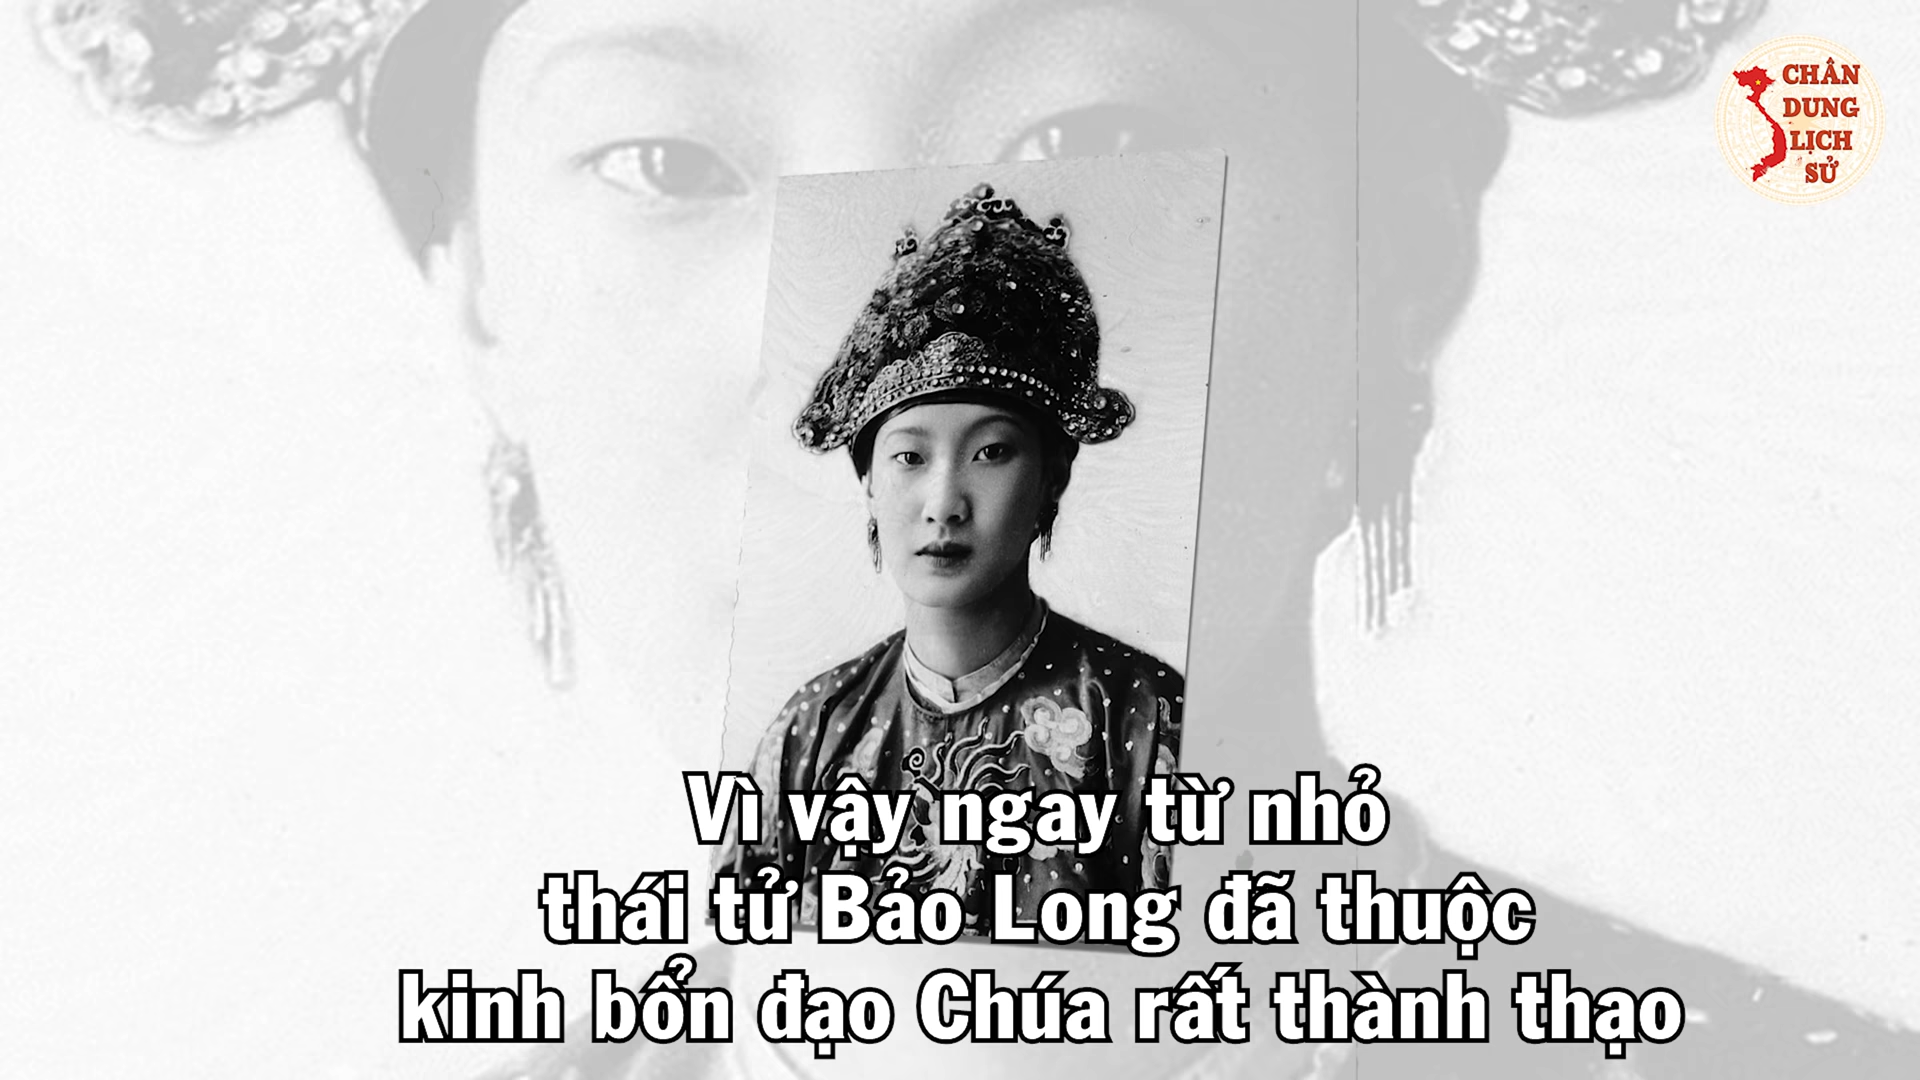 CHÂN
DUNG
LỊCH
SỬ
Vì vậy ngay từ nhỏ
thái tử Bảo Long đã thuộc
kinh bổn đạo Chúa rất thành thạo